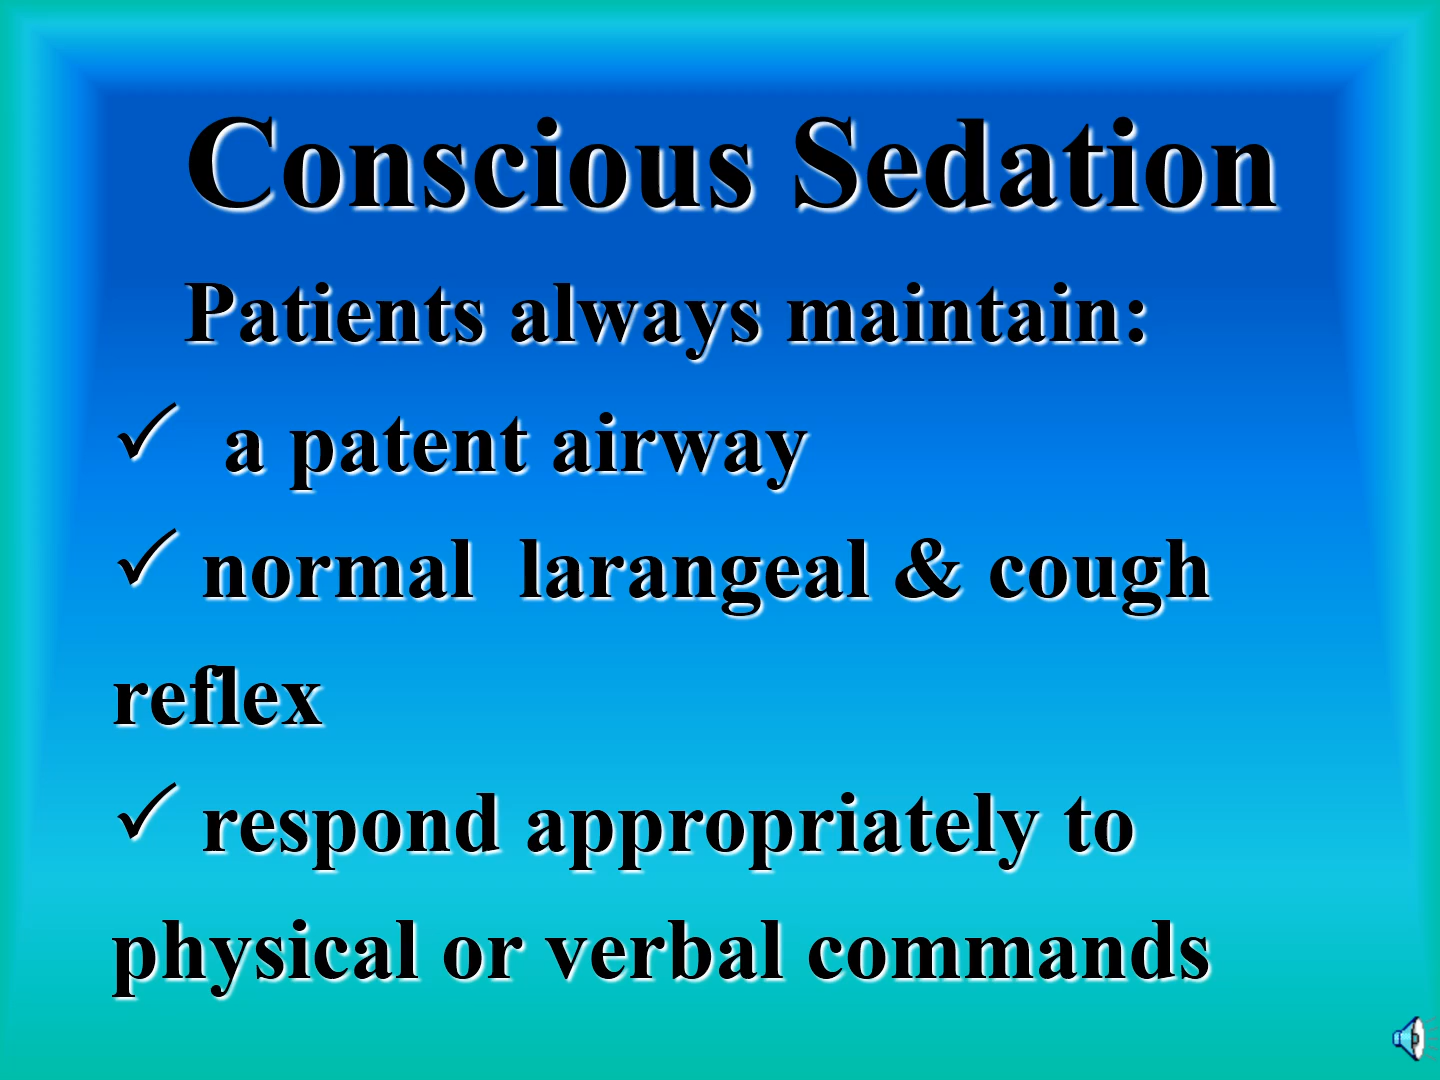 Conscious Sedation
Patients always maintain:
✓ a patent airway
✓ normal larangeal & cough
reflex
✓ respond appropriately to
physical or verbal commands